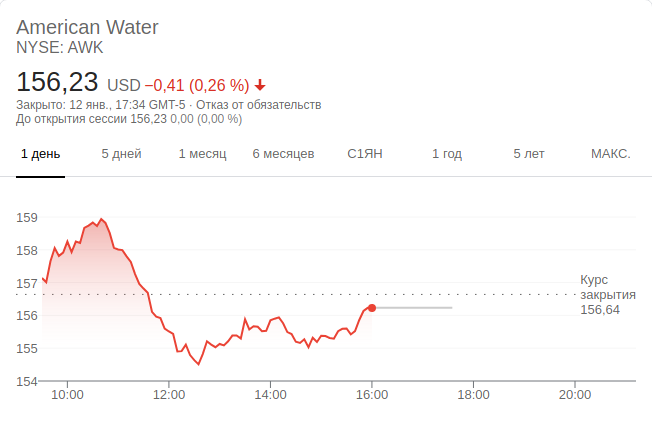 American Water
NYSE: AWK
156,23 USD −0,41 (0,26 %)
Закрыто: 12 янв., 17:34 GMT-5 · Отказ от обязательств
До открытия сессии 156,23 0,00 (0,00 %)
1 день 5 дней 1 месяц 6 месяцев С1ЯН 1 год 5 лет МАКС.
159
158
157
156
155
154
Курс
закрытия
156,64
10:00 12:00 14:00 16:00 18:00 20:00